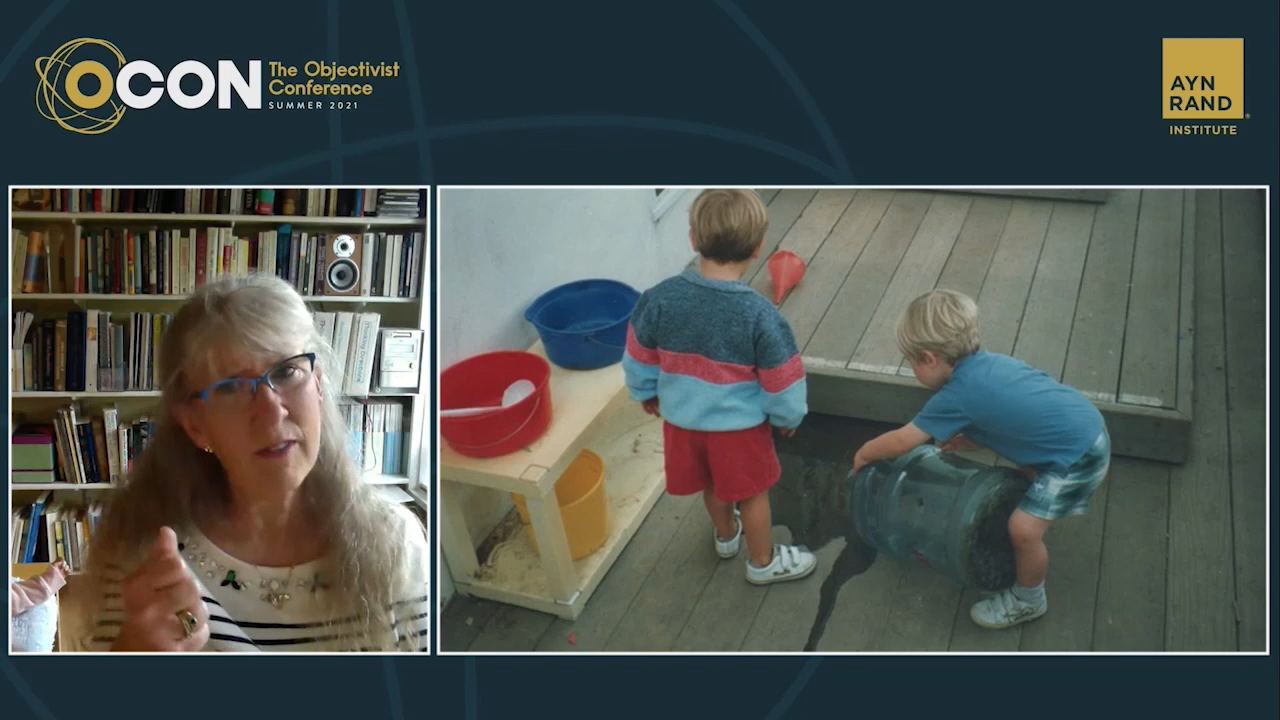 OCON The Objectivist
Conference
SUMMER 2021
AYN
RAND
INSTITUTE